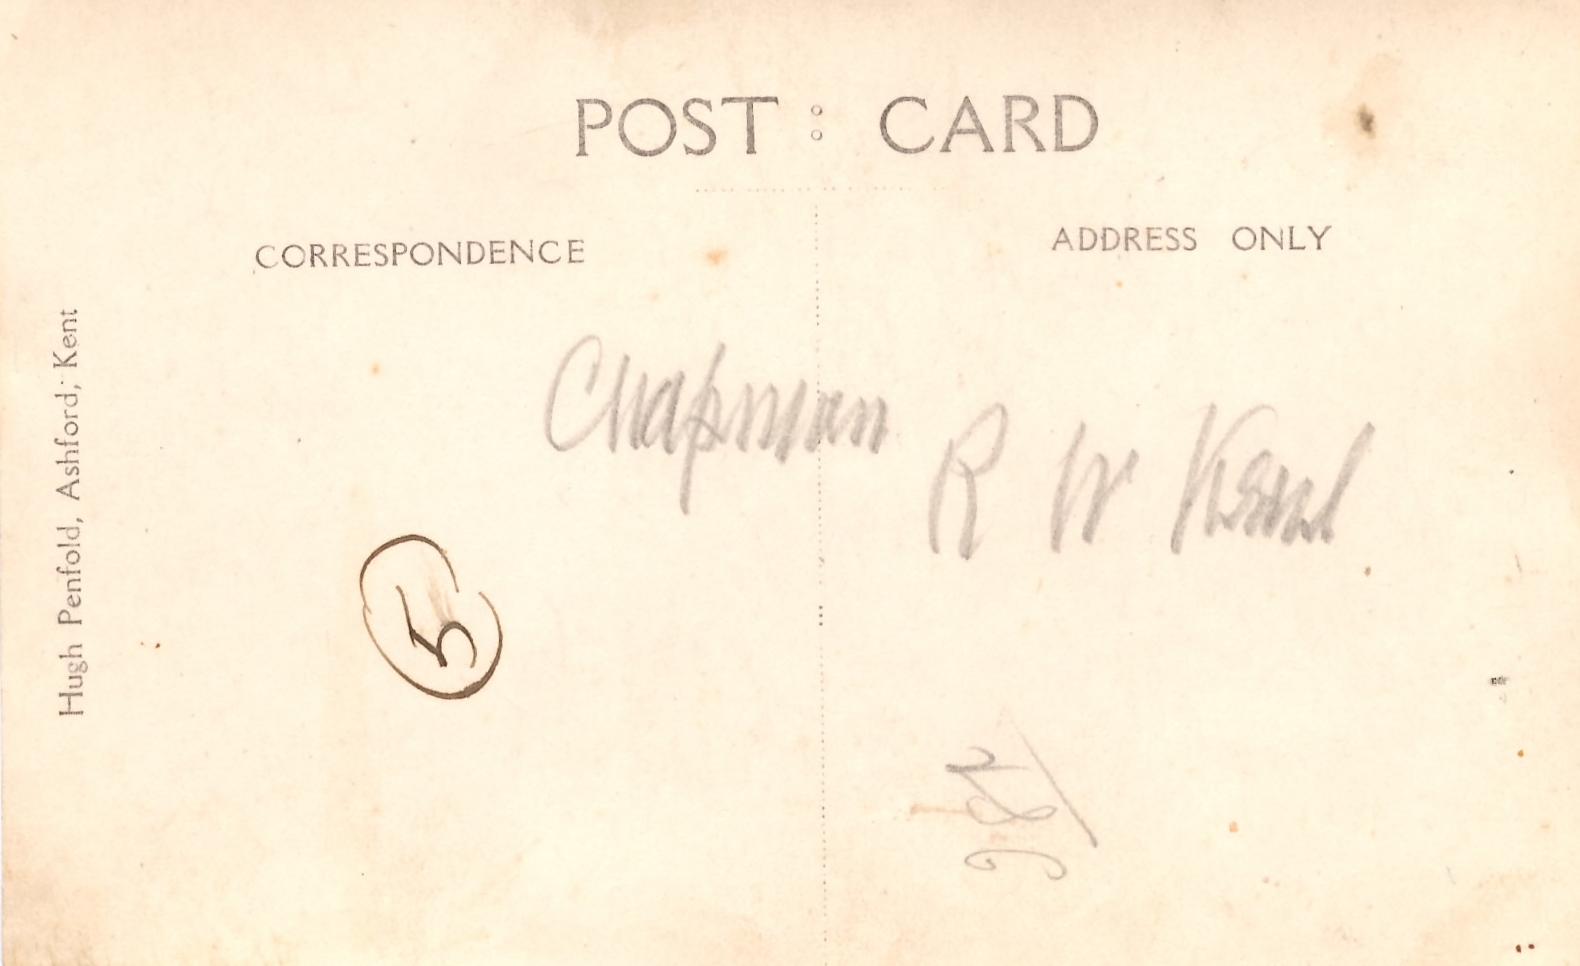 POST : CARD
CORRESPONDENCE
ADDRESS ONLY
Hugh Penfold, Ashford, Kent
Chapman R W Kent
5